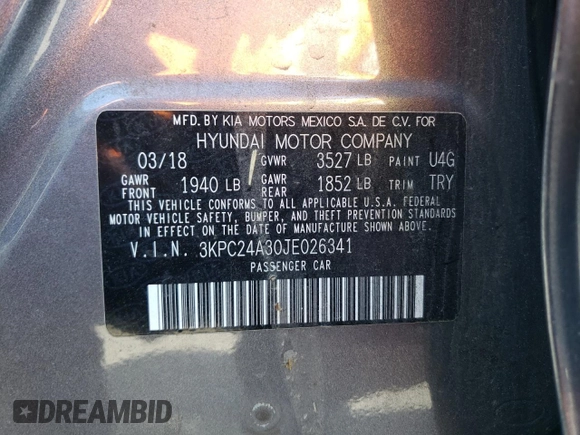 MFD. BY KIA MOTORS MEXICO S.A. DE C.V. FOR
HYUNDAI MOTOR COMPANY
03/18 GVWR 3527 LB PAINT U4G
GAWR FRONT 1940 LB GAWR REAR 1852 LB TRIM TRY
THIS VEHICLE CONFORMS TO ALL APPLICABLE U.S.A. FEDERAL
MOTOR VEHICLE SAFETY, BUMPER, AND THEFT PREVENTION STANDARDS
IN EFFECT ON THE DATE OF MANUFACTURE SHOWN ABOVE.
V.I.N. 3KPC24A30JE026341
PASSENGER CAR
DREAMBID